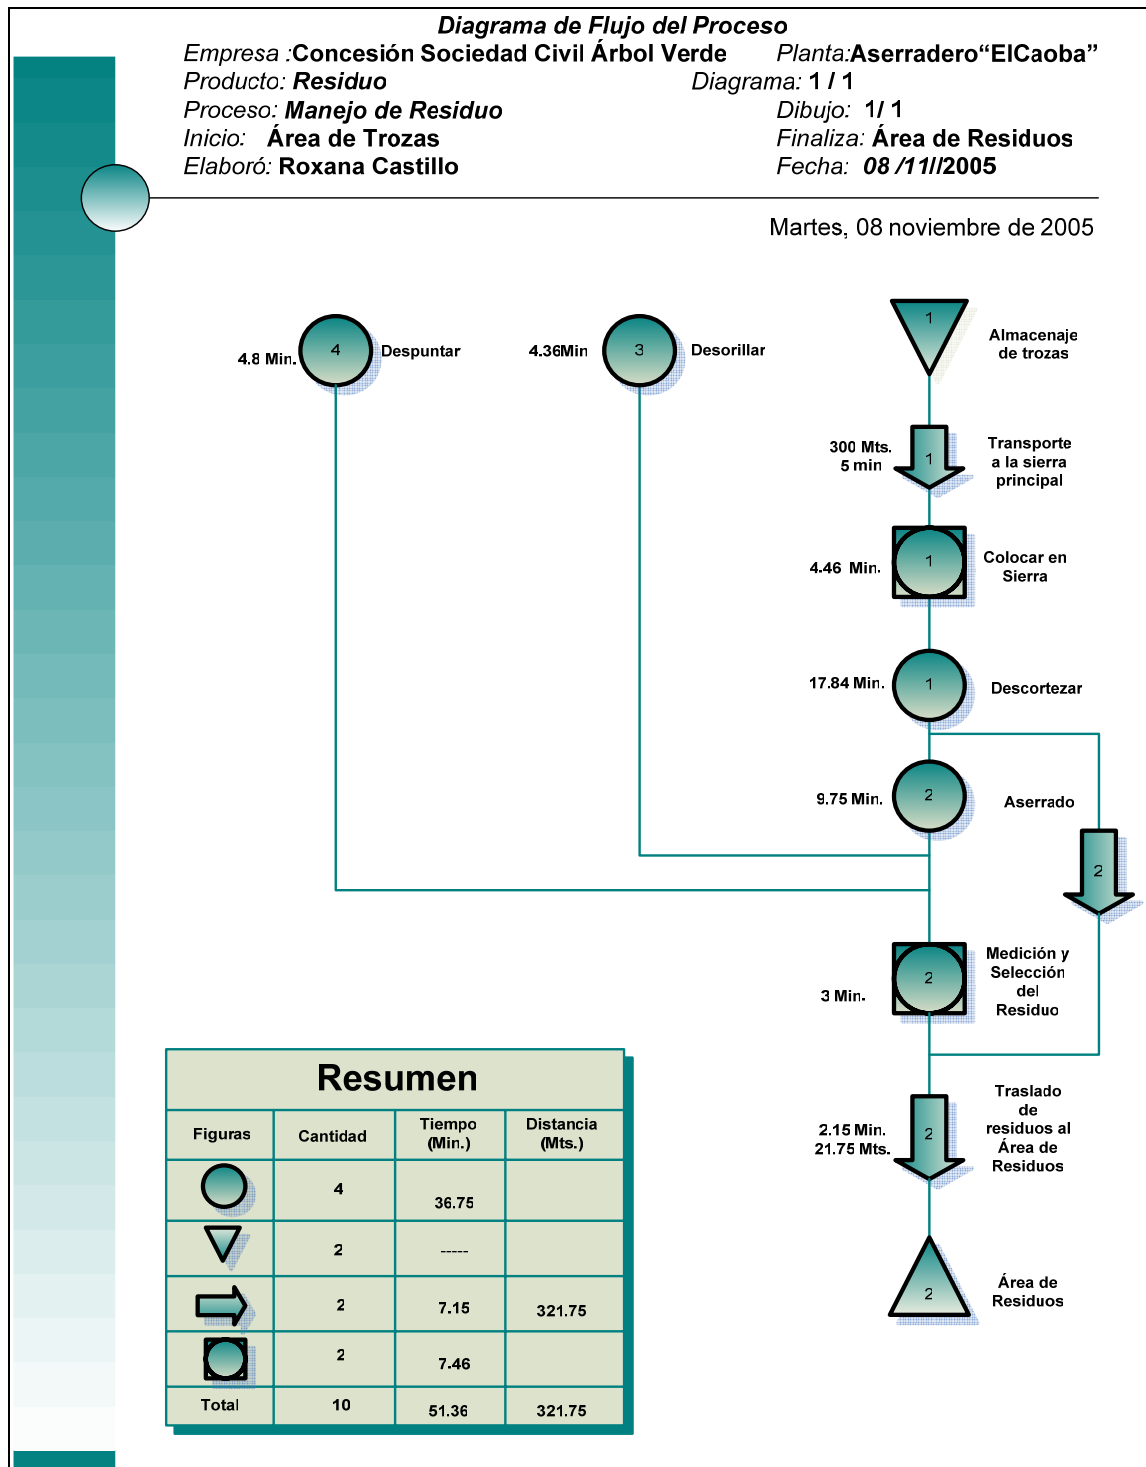 Diagrama de Flujo del Proceso
Empresa :Concesión Sociedad Civil Árbol Verde Planta:Aserradero“ElCaoba”
Producto: Residuo Diagrama: 1 / 1
Proceso: Manejo de Residuo Dibujo: 1/ 1
Inicio: Área de Trozas Finaliza: Área de Residuos
Elaboró: Roxana Castillo Fecha: 08 /11//2005
Martes, 08 noviembre de 2005
4.8 Min.
4
Despuntar
4.36Min
3
Desorillar
1
Almacenaje
de trozas
300 Mts.
5 min
1
Transporte
a la sierra
principal
4.46 Min.
1
Colocar en
Sierra
17.84 Min.
1
Descortezar
9.75 Min.
2
Aserrado
2
3 Min.
2
Medición y
Selección
del
Residuo
2.15 Min.
21.75 Mts.
2
Traslado
de
residuos al
Área de
Residuos
2
Área de
Residuos
Resumen
Figuras Cantidad Tiempo (Min.) Distancia (Mts.)
4 36.75
2 -----
2 7.15 321.75
2 7.46
Total 10 51.36 321.75